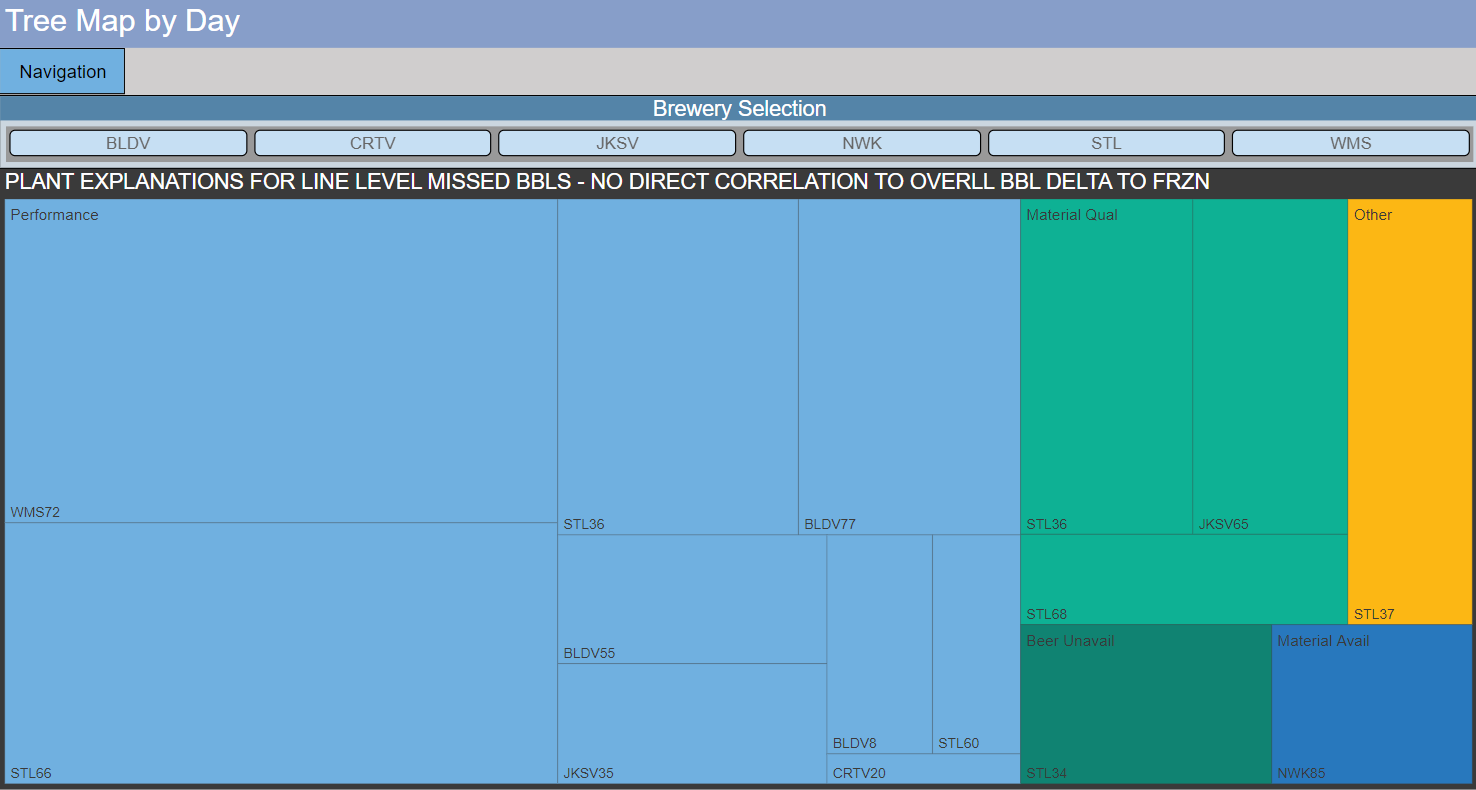 Tree Map by Day
Navigation
Brewery Selection
BLDV CRTV JKSV NWK STL WMS
PLANT EXPLANATIONS FOR LINE LEVEL MISSED BBLS - NO DIRECT CORRELATION TO OVERLL BBL DELTA TO FRZN
Performance
WMS72
STL66
STL36
BLDV77
BLDV55
JKSV35
BLDV8
STL60
CRTV20
Material Qual
STL36
JKSV65
STL68
Other
STL37
Beer Unavail
STL34
Material Avail
NWK85